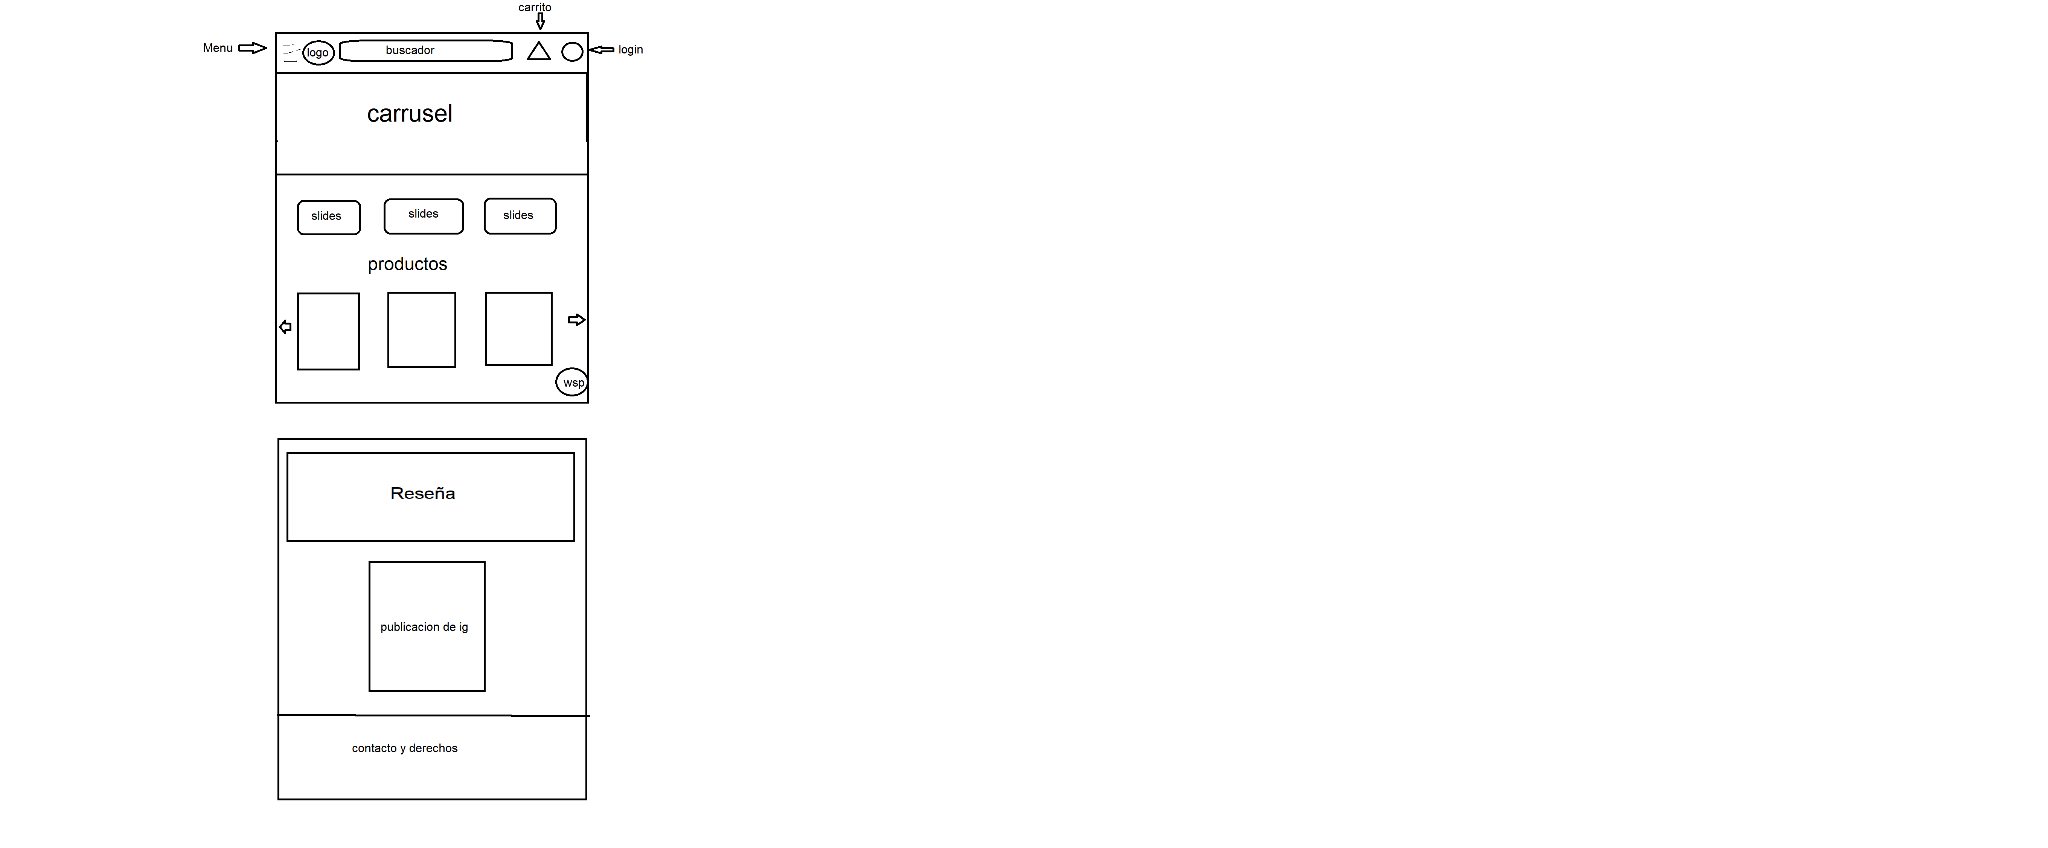 carrito
Menu
logo
buscador
login
carrusel
slides
slides
slides
productos
wsp
Reseña
publicacion de ig
contacto y derechos